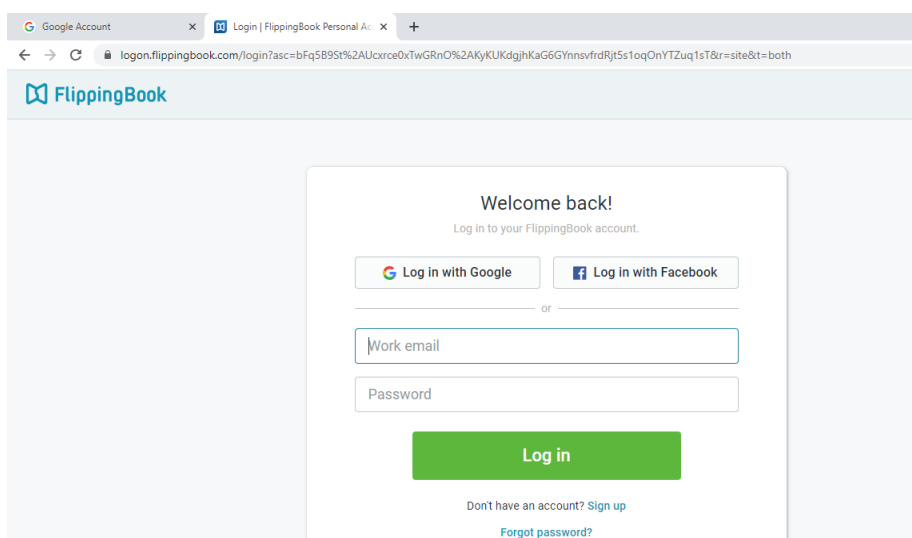 Google Account
Login | FlippingBook Personal Ac
logon.flippingbook.com/login?asc=bFq5B9St%2AUcxrce0xTwGRnO%2AKyKUKdgjhKaG6GYnnsvfrdRjt5s1oqOnYTZuq1sT&r=site&t=both
FlippingBook
Welcome back!
Log in to your FlippingBook account.
Log in with Google
Log in with Facebook
or
Work email
Password
Log in
Don't have an account? Sign up
Forgot password?